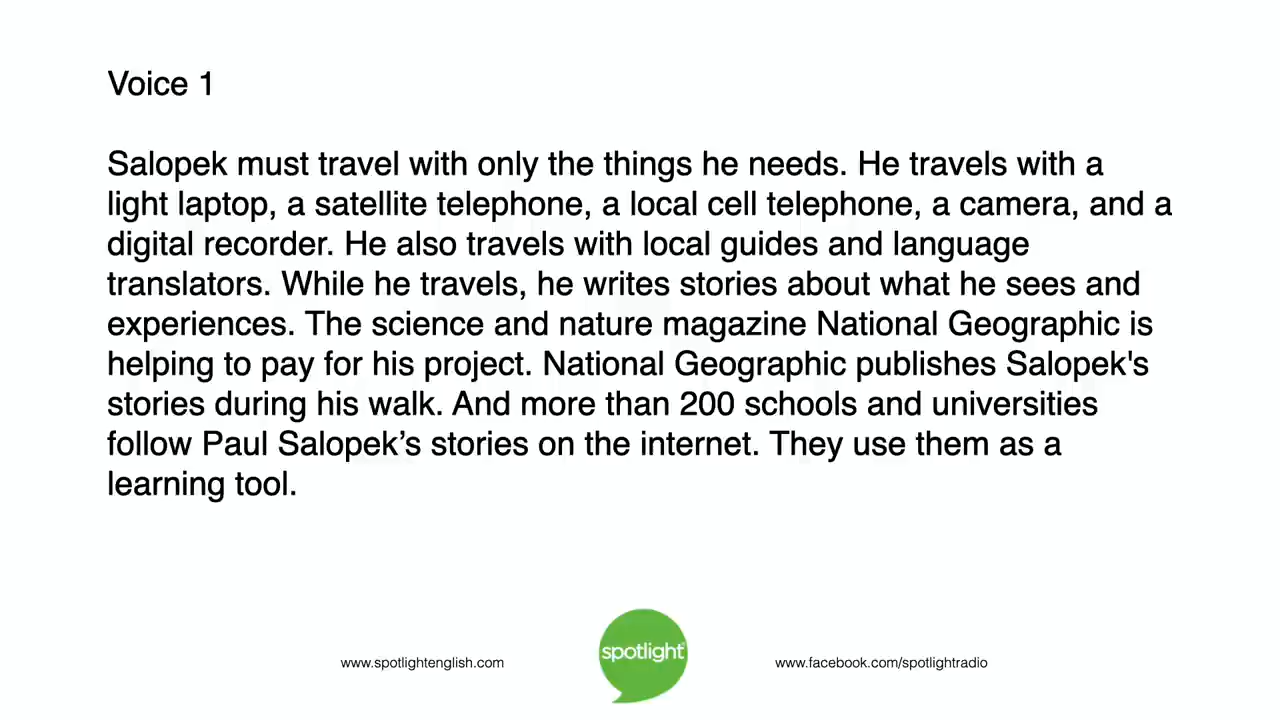 Voice 1
Salopek must travel with only the things he needs. He travels with a
light laptop, a satellite telephone, a local cell telephone, a camera, and a
digital recorder. He also travels with local guides and language
translators. While he travels, he writes stories about what he sees and
experiences. The science and nature magazine National Geographic is
helping to pay for his project. National Geographic publishes Salopek's
stories during his walk. And more than 200 schools and universities
follow Paul Salopek’s stories on the internet. They use them as a
learning tool.
www.spotlightenglish.com
spotlight
www.facebook.com/spotlightradio